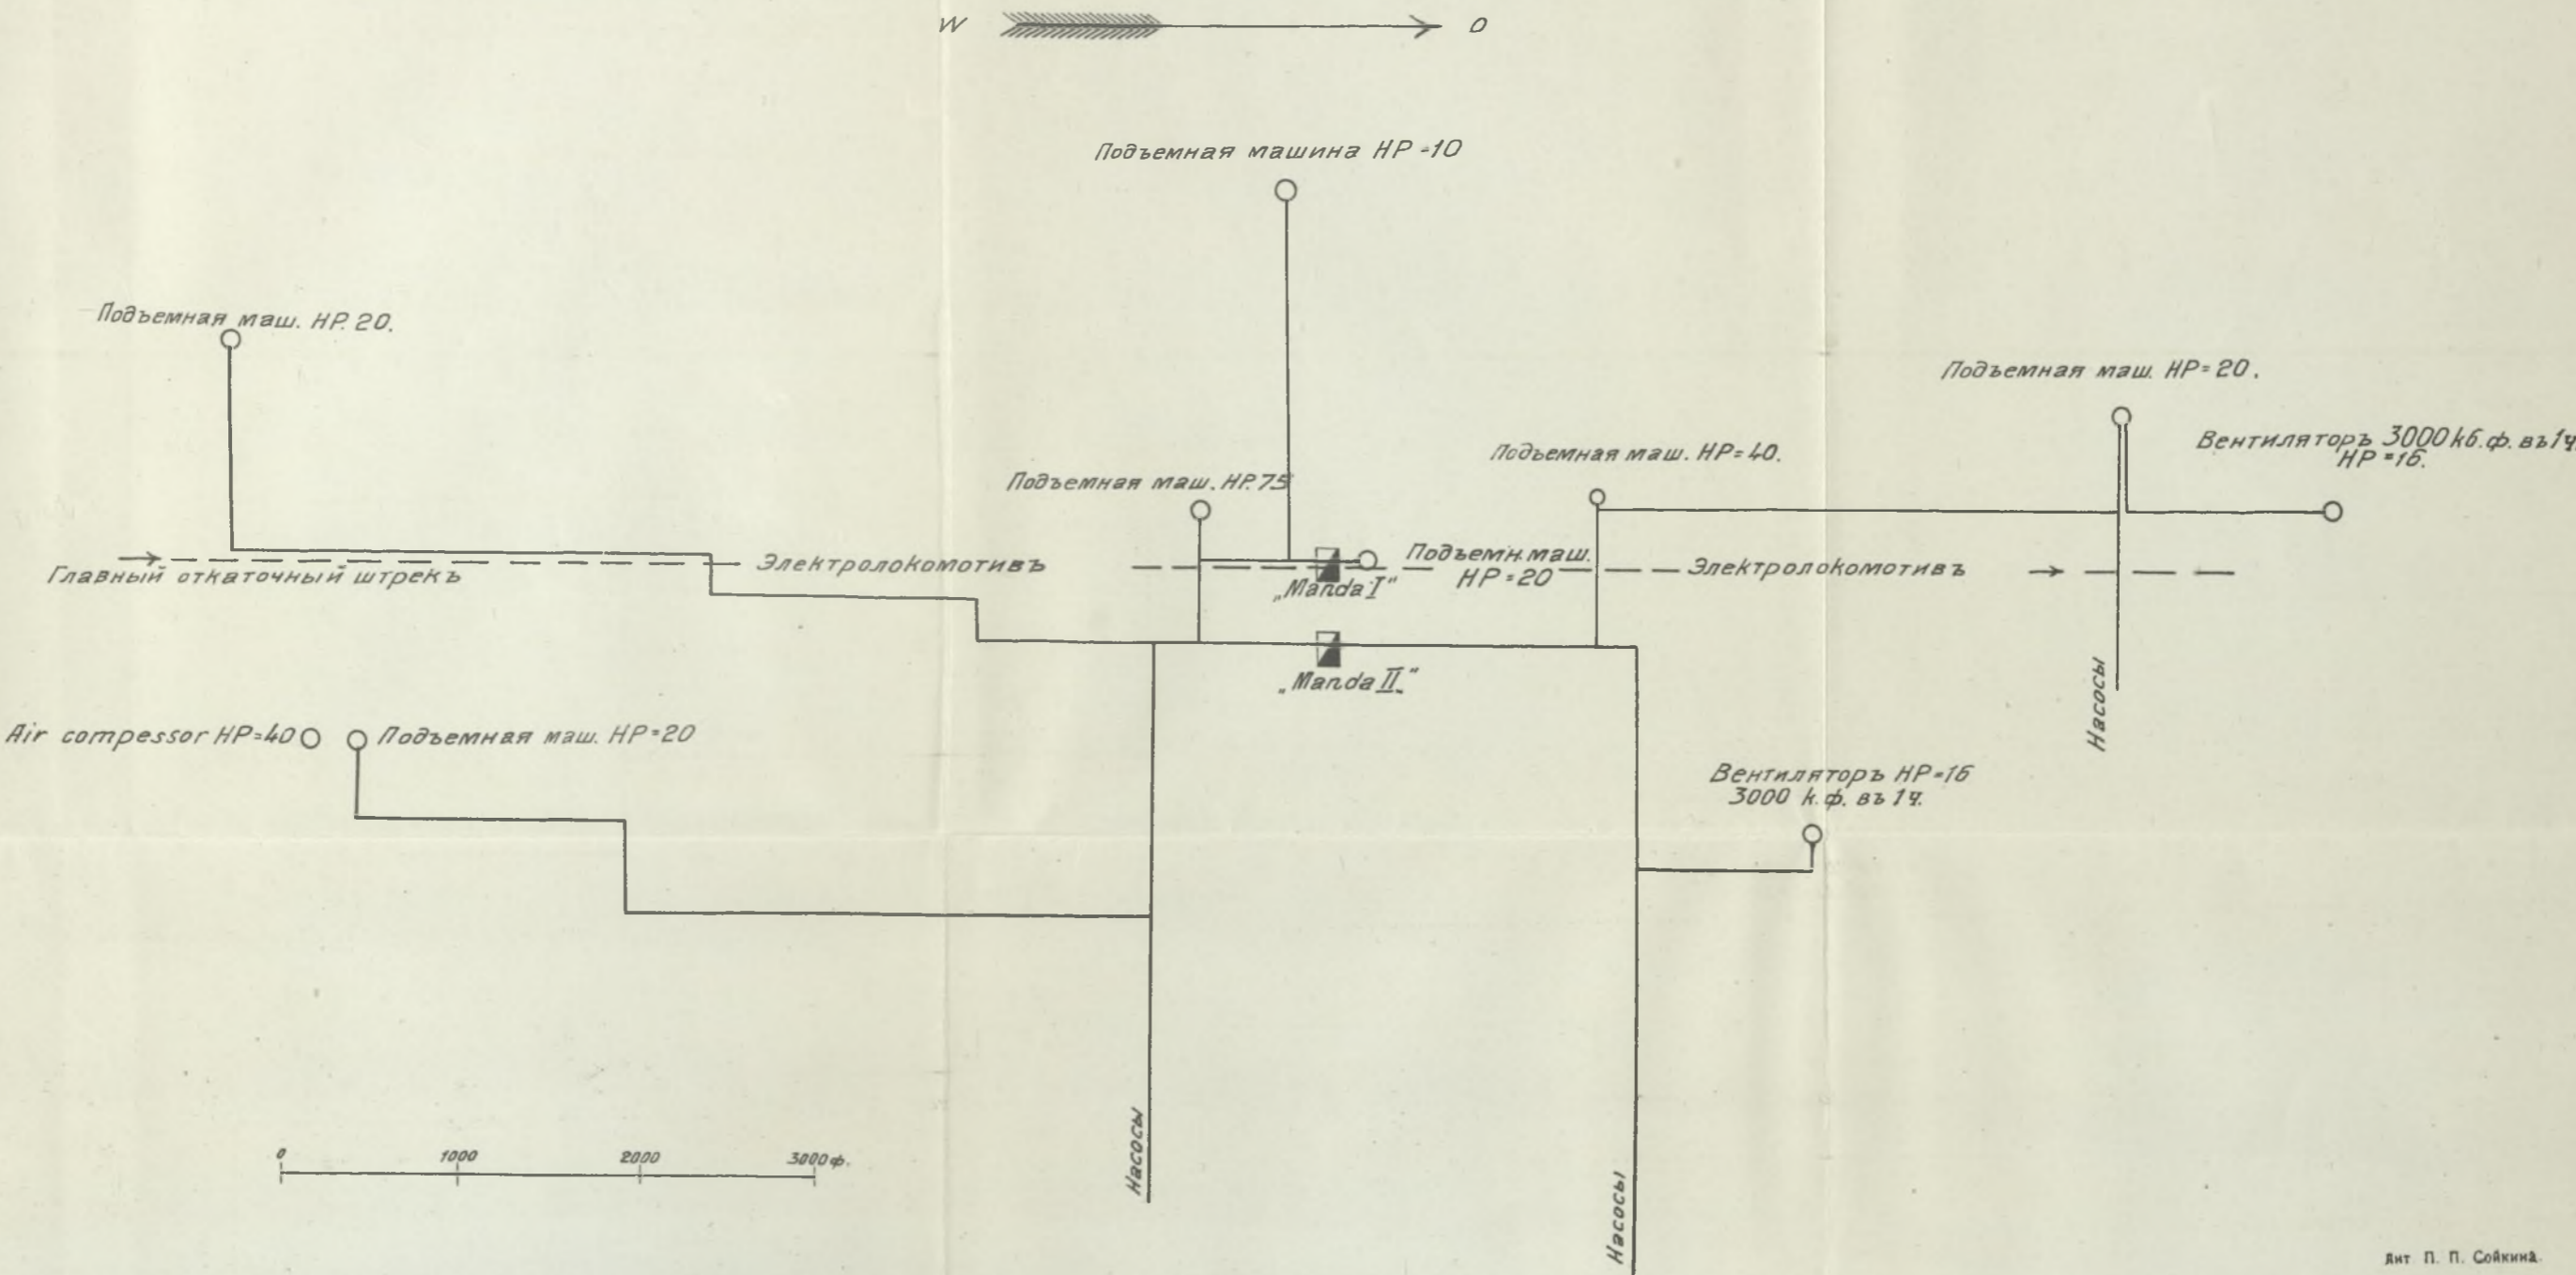 W O
Подъемная машина HP=10
Подъемная маш. HP. 20.
Подъемная маш. HP=20.
Вентиляторъ 3000 кб.ф. въ 1ч.
HP=16.
Подъемная маш. HP=40.
Подъемная маш. HP. 75
Главный откаточный штрекъ
Электролокомотивъ
Подъемн. маш.
HP=20
Электролокомотивъ
„Manda I“
„Manda II“
Насосы
Air compessor HP=40
Подъемная маш. HP=20
Вентиляторъ HP=16
3000 к.ф. въ 1ч.
Насосы
Насосы
0 1000 2000 3000 ф.
Лит. П. П. Сойкина.